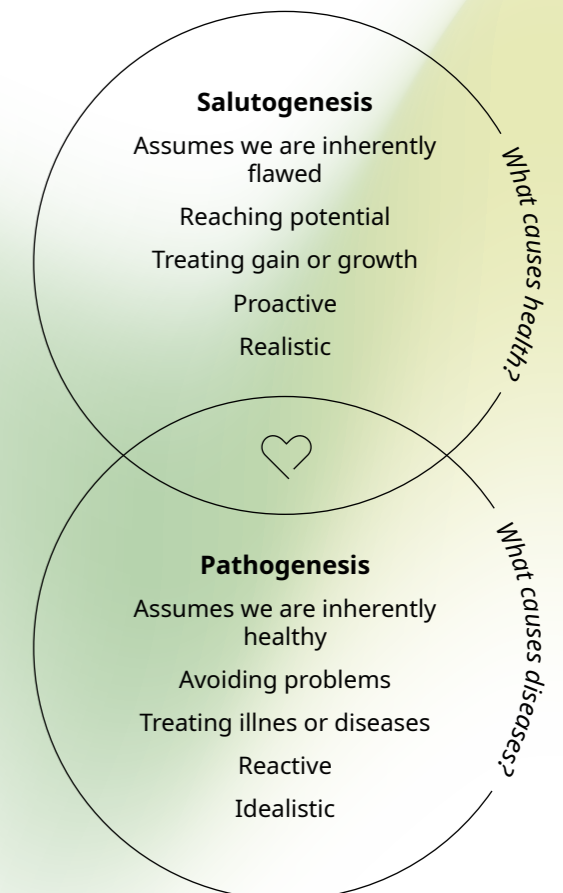 Salutogenesis
Assumes we are inherently
flawed
Reaching potential
Treating gain or growth
Proactive
Realistic
What causes health?
Pathogenesis
Assumes we are inherently
healthy
Avoiding problems
Treating illnes or diseases
Reactive
Idealistic
What causes diseases?